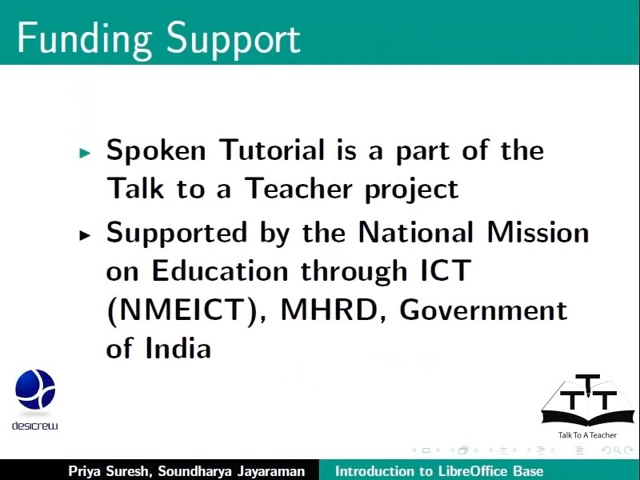 Funding Support
Spoken Tutorial is a part of the
Talk to a Teacher project
Supported by the National Mission
on Education through ICT
(NMEICT), MHRD, Government
of India
desicrew
T T T
Talk To A Teacher
Priya Suresh, Soundharya Jayaraman
Introduction to LibreOffice Base